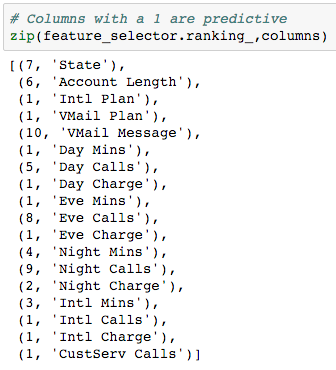 # Columns with a 1 are predictive
zip(feature_selector.ranking_,columns)
[(7, 'State'),
(6, 'Account Length'),
(1, 'Intl Plan'),
(1, 'VMail Plan'),
(10, 'VMail Message'),
(1, 'Day Mins'),
(5, 'Day Calls'),
(1, 'Day Charge'),
(1, 'Eve Mins'),
(8, 'Eve Calls'),
(1, 'Eve Charge'),
(4, 'Night Mins'),
(9, 'Night Calls'),
(2, 'Night Charge'),
(3, 'Intl Mins'),
(1, 'Intl Calls'),
(1, 'Intl Charge'),
(1, 'CustServ Calls')]